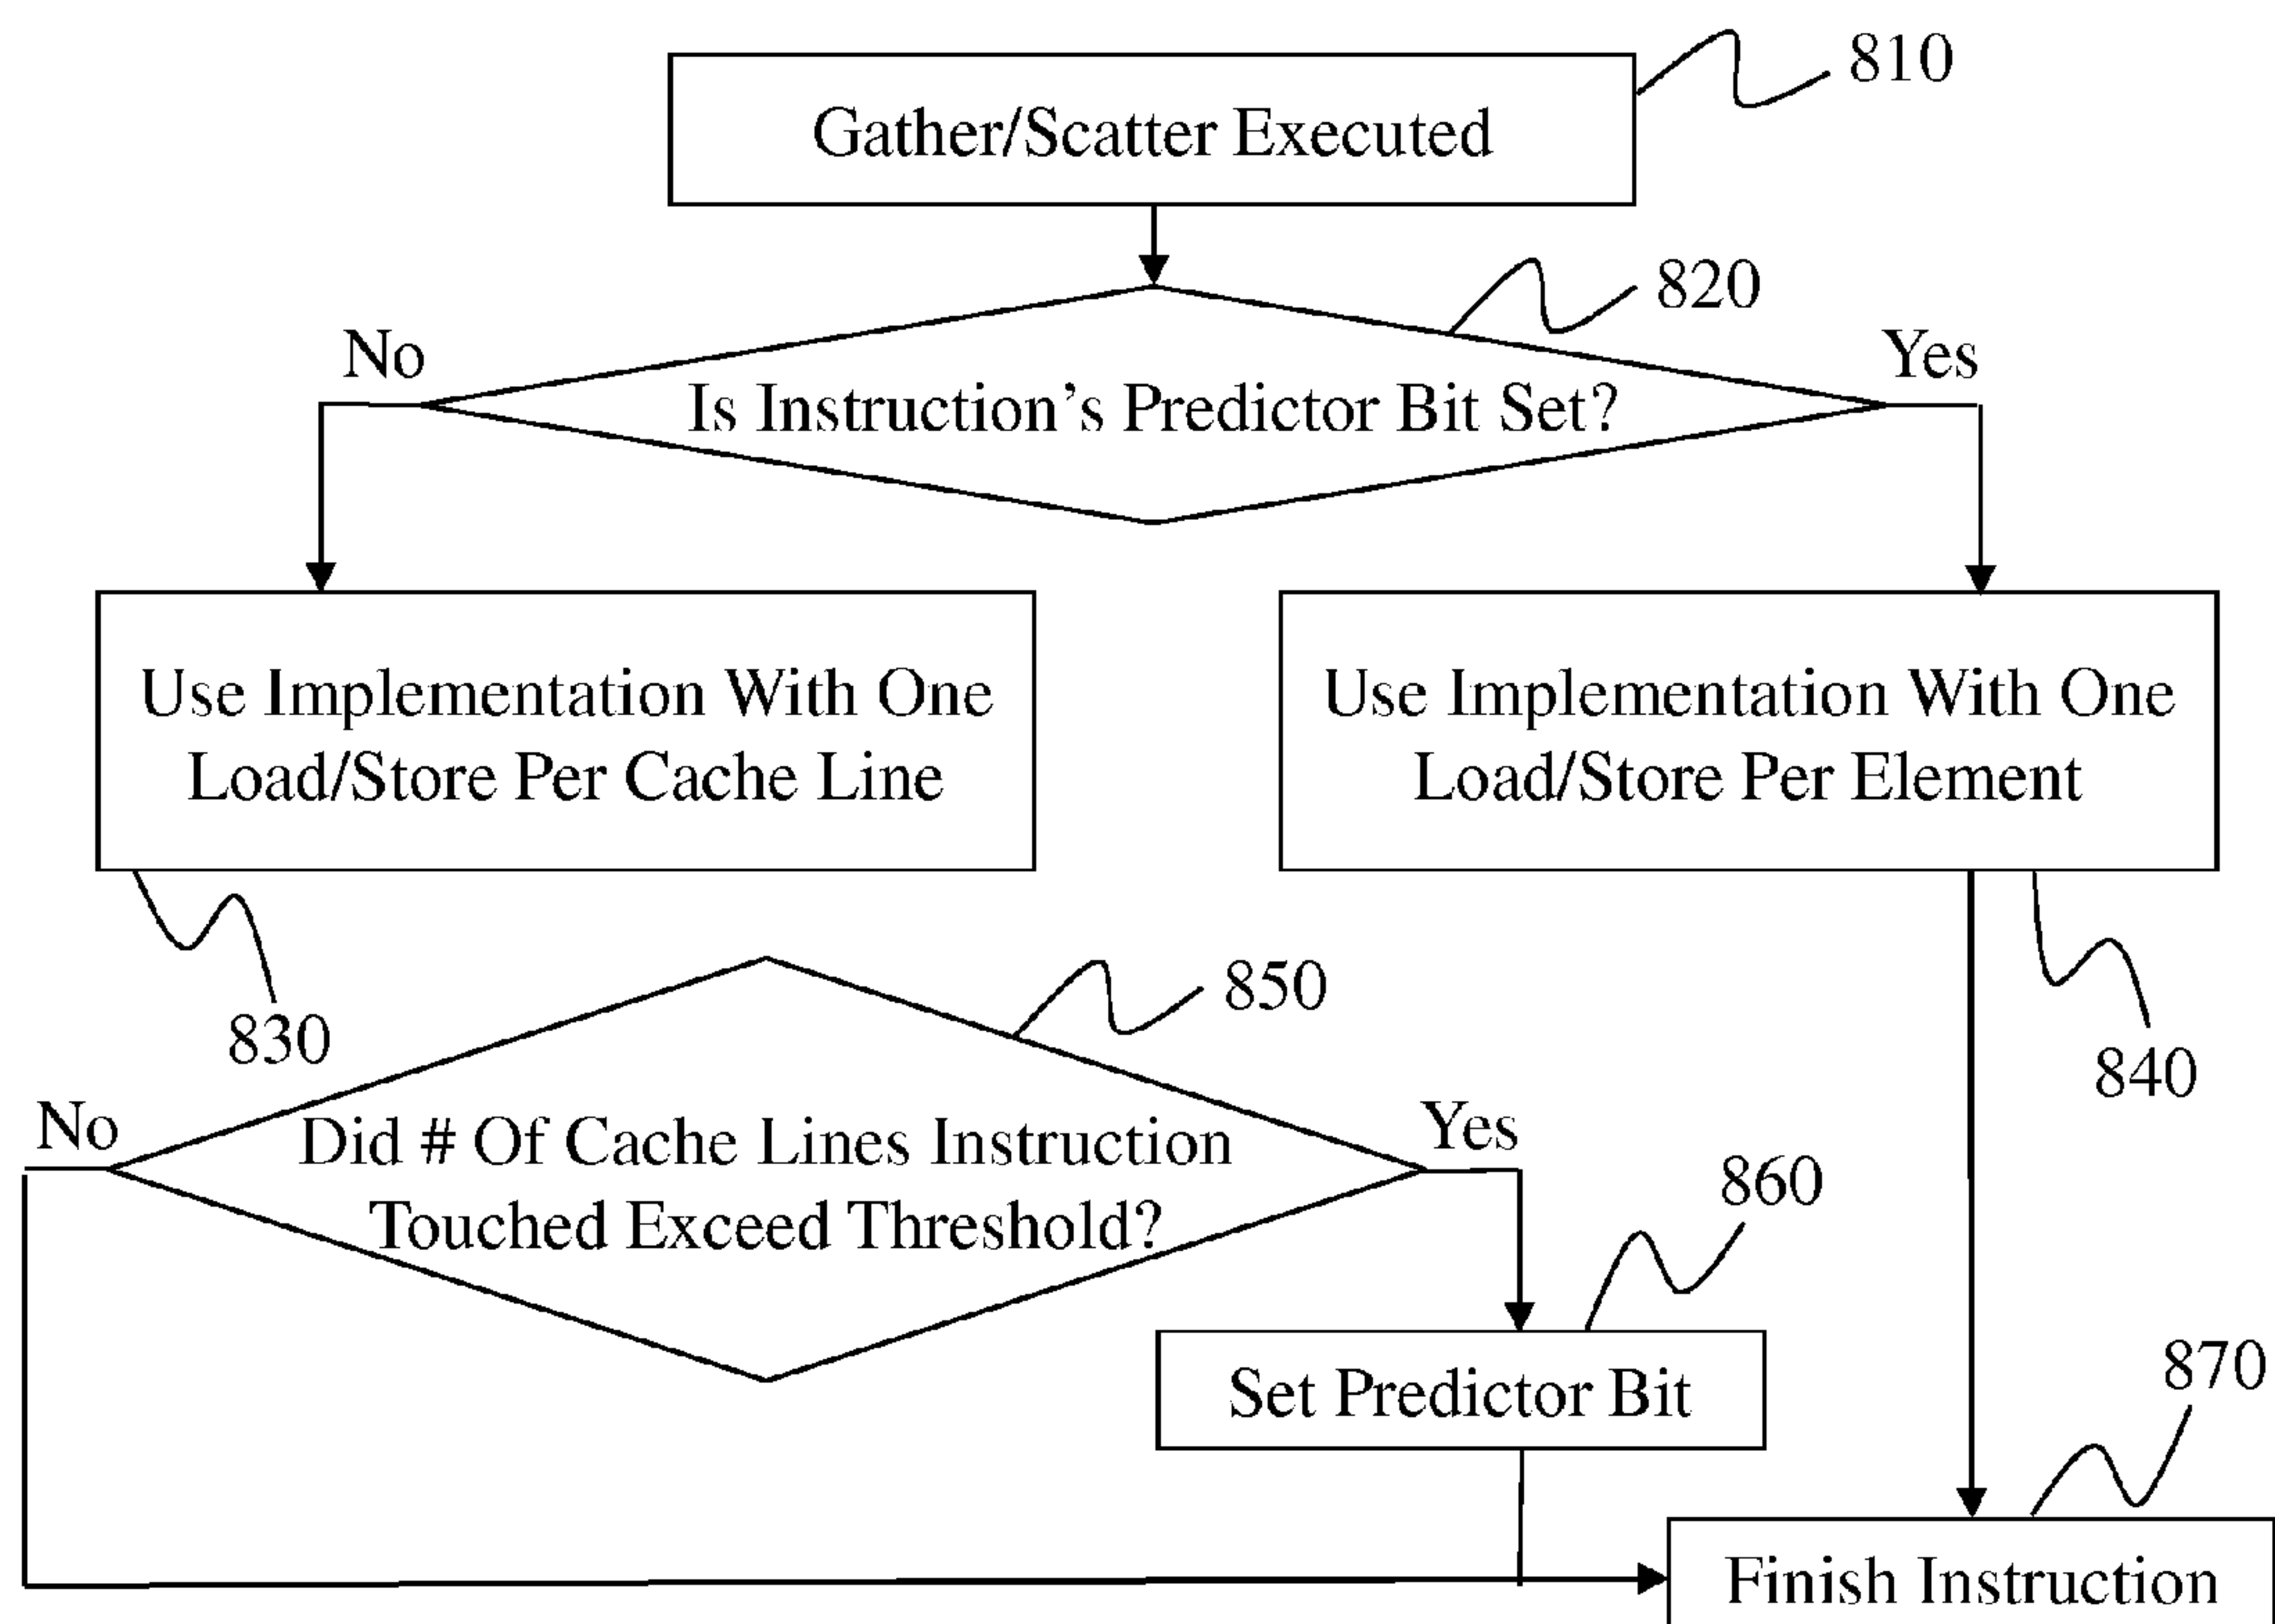 810
Gather/Scatter Executed
820
No
Yes
Is Instruction’s Predictor Bit Set?
Use Implementation With One
Load/Store Per Cache Line
Use Implementation With One
Load/Store Per Element
830
850
840
No
Did # Of Cache Lines Instruction
Touched Exceed Threshold?
Yes
860
Set Predictor Bit
870
Finish Instruction